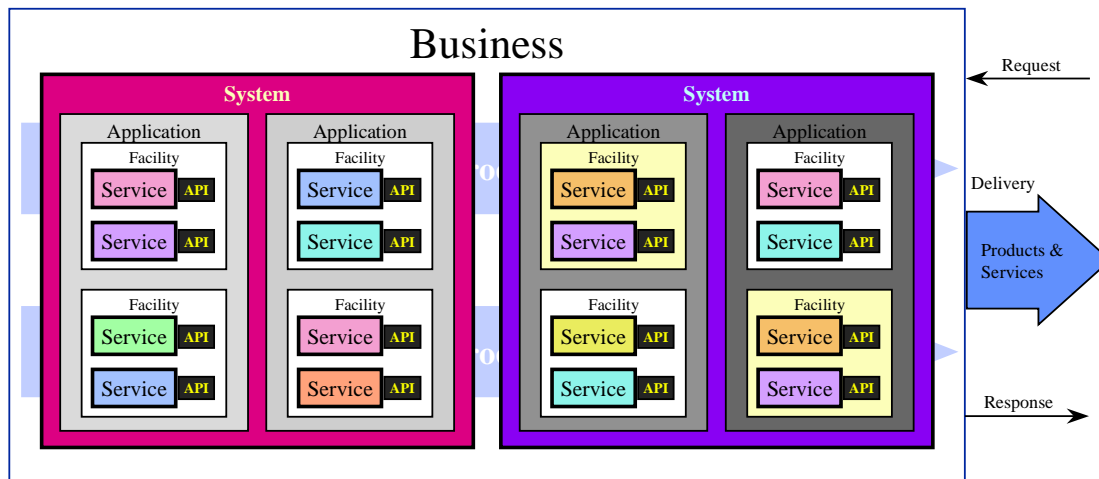 Business
Request
System
System
Application
Application
Application
Application
Facility
Facility
Facility
Facility
Service API
Service API
Service API
Service API
Delivery
Service API
Service API
Service API
Service API
Products &
Services
Facility
Facility
Facility
Facility
Service API
Service API
Service API
Service API
Service API
Service API
Service API
Service API
Response